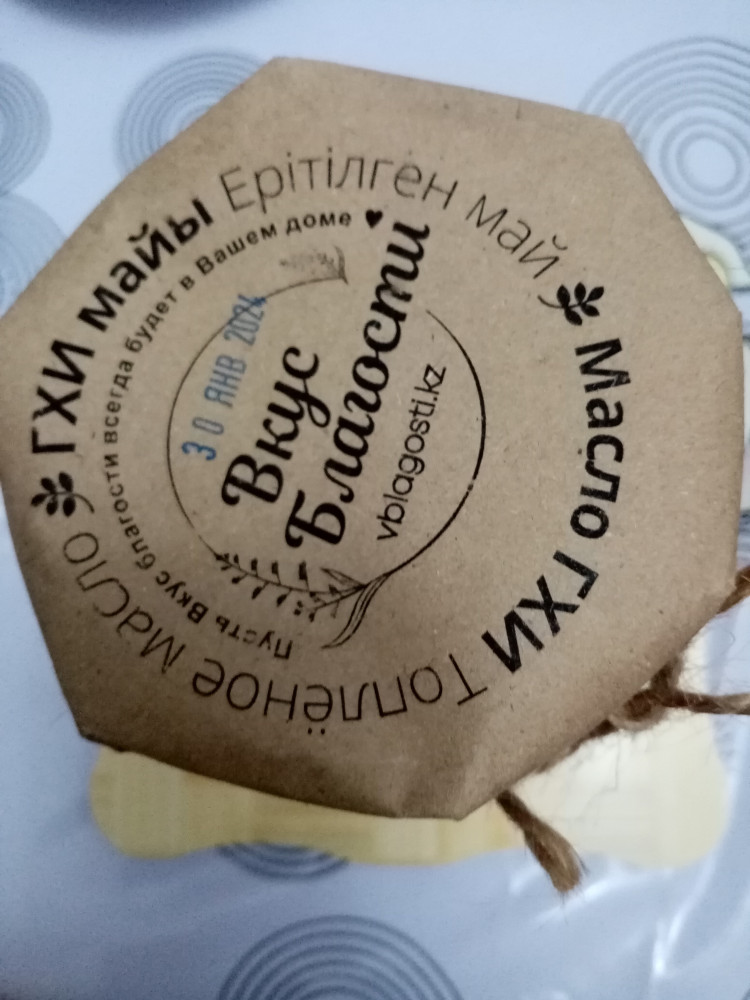 ГХИ майы Ерітілген май
Масло ГХИ Топлёное масло
Пусть Вкус благости всегда будет в Вашем доме ♥
30 ЯНВ 2024
Вкус
Благости
vblagosti.kz